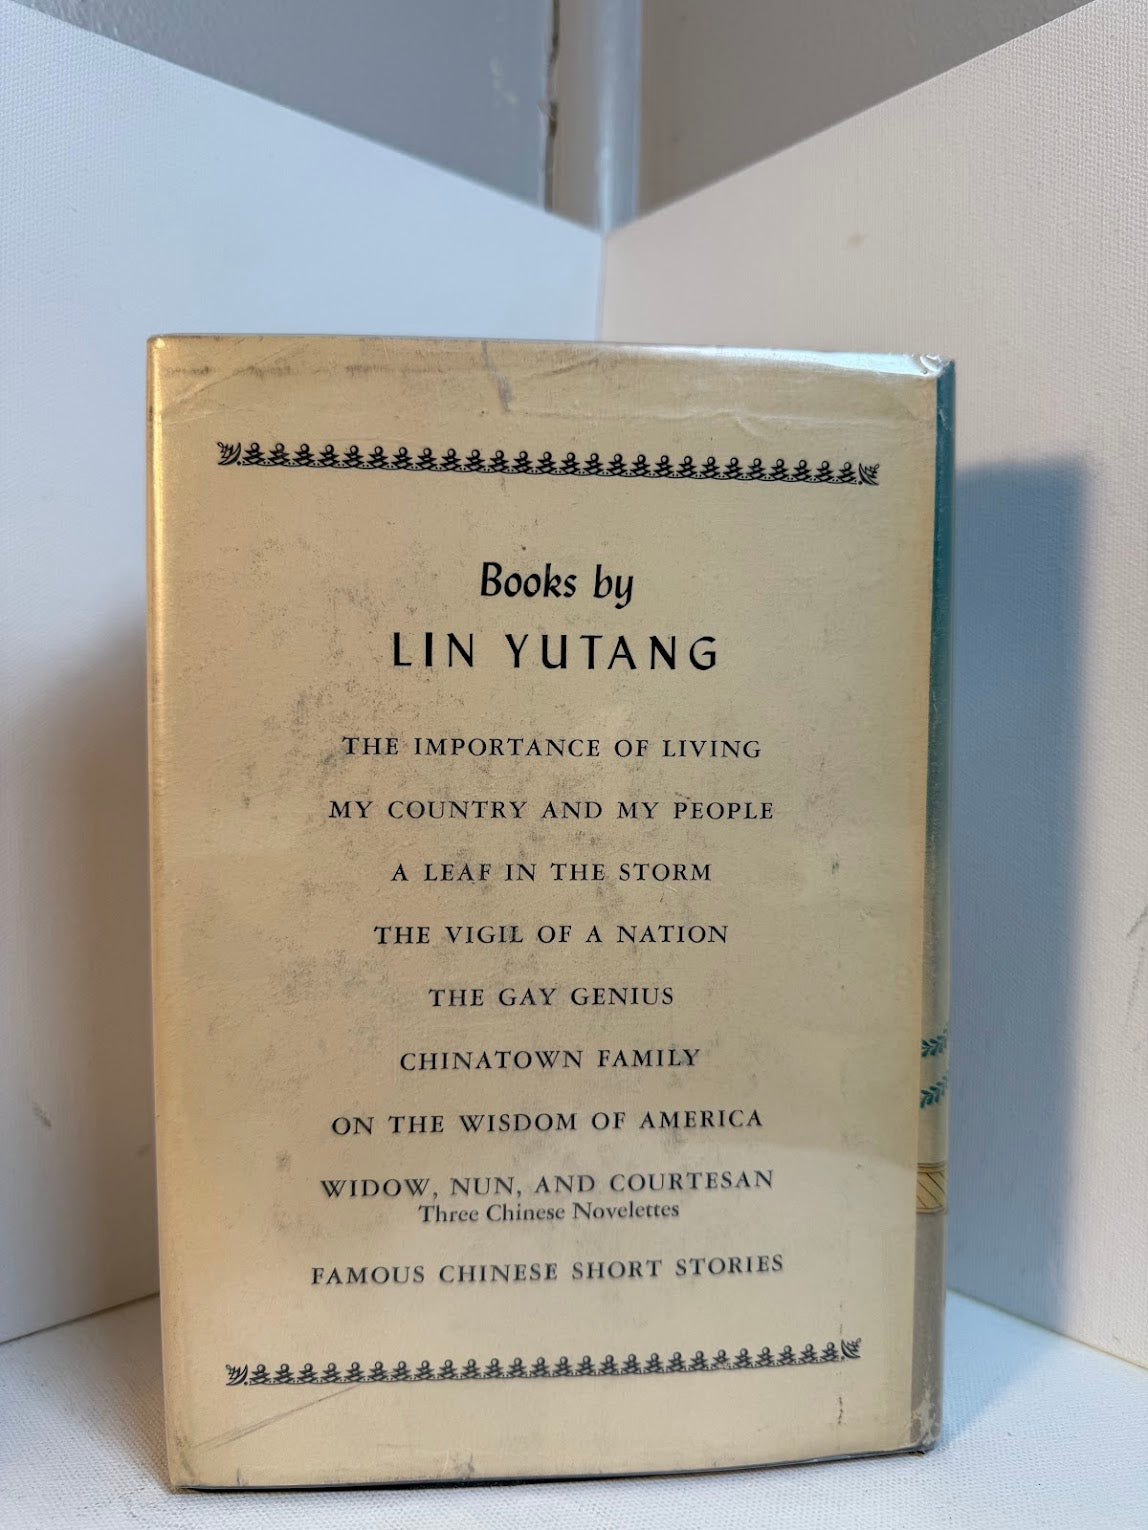 Books by
LIN YUTANG
THE IMPORTANCE OF LIVING
MY COUNTRY AND MY PEOPLE
A LEAF IN THE STORM
THE VIGIL OF A NATION
THE GAY GENIUS
CHINATOWN FAMILY
ON THE WISDOM OF AMERICA
WIDOW, NUN, AND COURTESAN
Three Chinese Novelettes
FAMOUS CHINESE SHORT STORIES